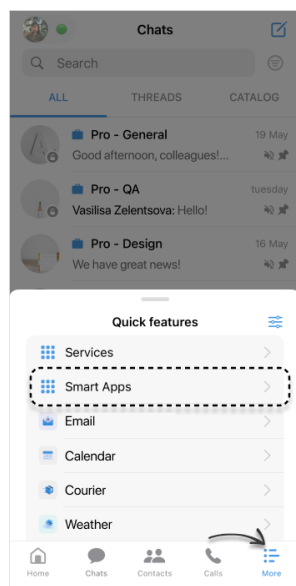 Chats
Search
ALL THREADS CATALOG
Pro - General 19 May
Good afternoon, colleagues!...
Pro - QA tuesday
Vasilisa Zelentsova: Hello!
Pro - Design 16 May
We have great news!
Quick features
Services
Smart Apps
Email
Calendar
Courier
Weather
Home Chats Contacts Calls More